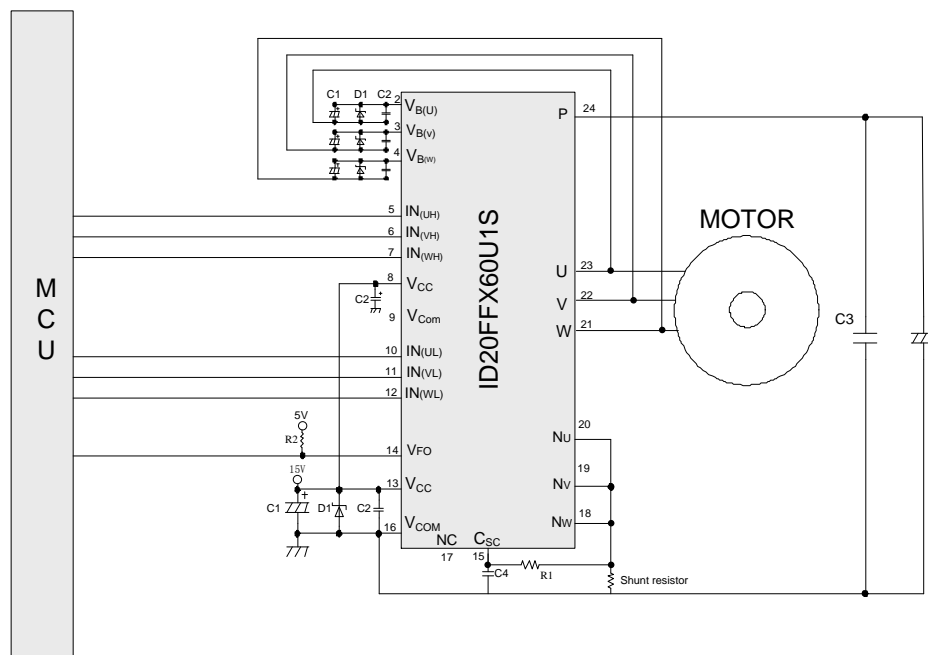 MCU
C1 D1 C2
2 VB(U)
3 VB(v)
4 VB(W)
5 IN(UH)
6 IN(VH)
7 IN(WH)
8 VCC
C2 +
9 VCom
10 IN(UL)
11 IN(VL)
12 IN(WL)
5V
R2
14 VFO
15V
13 VCC
C1 + D1 C2
16 VCOM
NC
17
CSC
15
C4
R1
Shunt resistor
ID20FFX60U1S
P 24
U 23
V 22
W 21
MOTOR
C3
NU 20
NV 19
NW 18